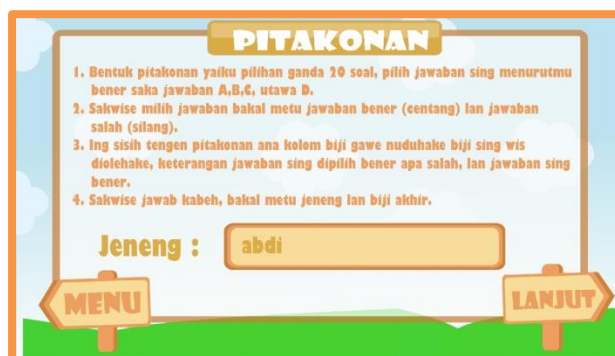 PITAKONAN
1. Bentuk pitakonan yaiku pilihan ganda 20 soal, pilih jawaban sing menurutmu
bener saka jawaban A,B,C, utawa D.
2. Sakwise milih jawaban bakal metu jawaban bener (centang) lan jawaban
salah (silang).
3. Ing sisih tengen pitakonan ana kolom biji gawe nuduhake biji sing wis
diolehake, keterangan jawaban sing dipilih bener apa salah, lan jawaban sing
bener.
4. Sakwise jawab kabeh, bakal metu jeneng lan biji akhir.
Jeneng : abdi
MENU
LANJUT